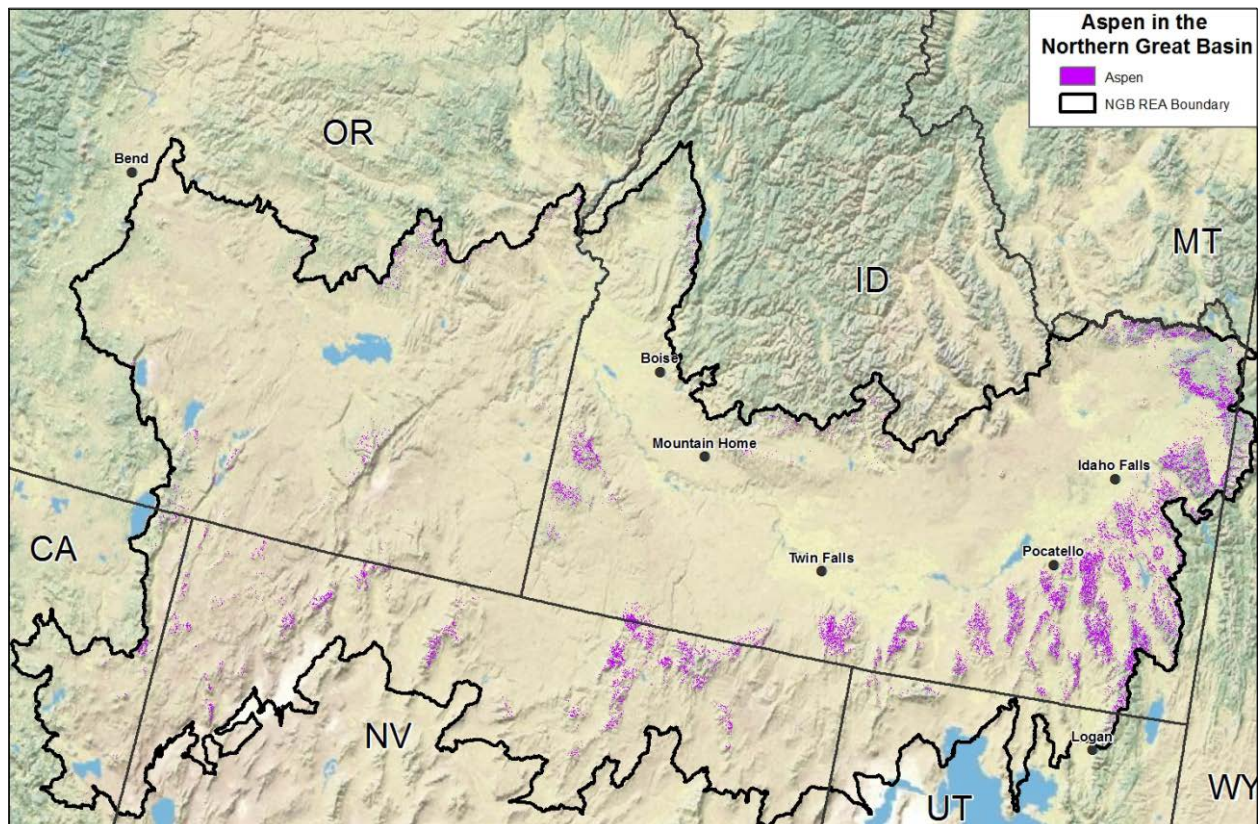 Aspen in the
Northern Great Basin
Aspen
NGB REA Boundary
OR
Bend
MT
ID
Boise
Mountain Home
Idaho Falls
CA
Twin Falls
Pocatello
NV
Logan
WY
UT